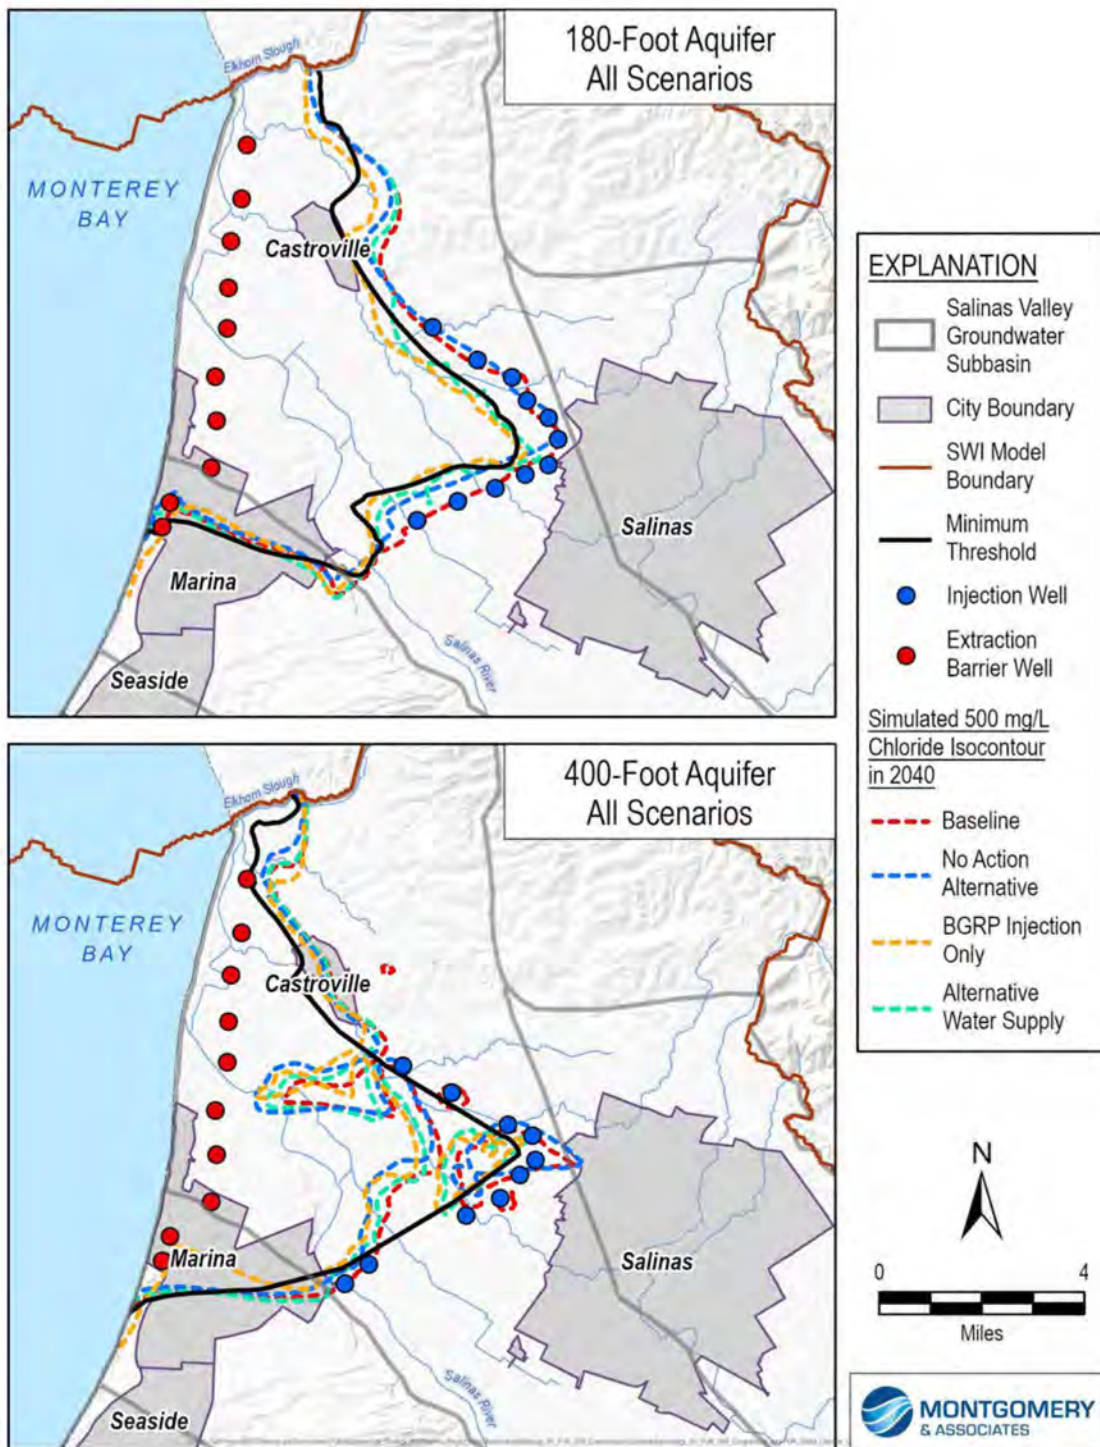 180-Foot Aquifer
All Scenarios
Elkhorn Slough
MONTEREY
BAY
Castroville
Salinas
Marina
Salinas River
Seaside
400-Foot Aquifer
All Scenarios
Elkhorn Slough
MONTEREY
BAY
Castroville
Marina
Salinas
Salinas River
Seaside
EXPLANATION
Salinas Valley
Groundwater
Subbasin
City Boundary
SWI Model
Boundary
Minimum
Threshold
Injection Well
Extraction
Barrier Well
Simulated 500 mg/L
Chloride Isocontour
in 2040
Baseline
No Action
Alternative
BGRP Injection
Only
Alternative
Water Supply
N
0 4
Miles
MONTGOMERY
& ASSOCIATES